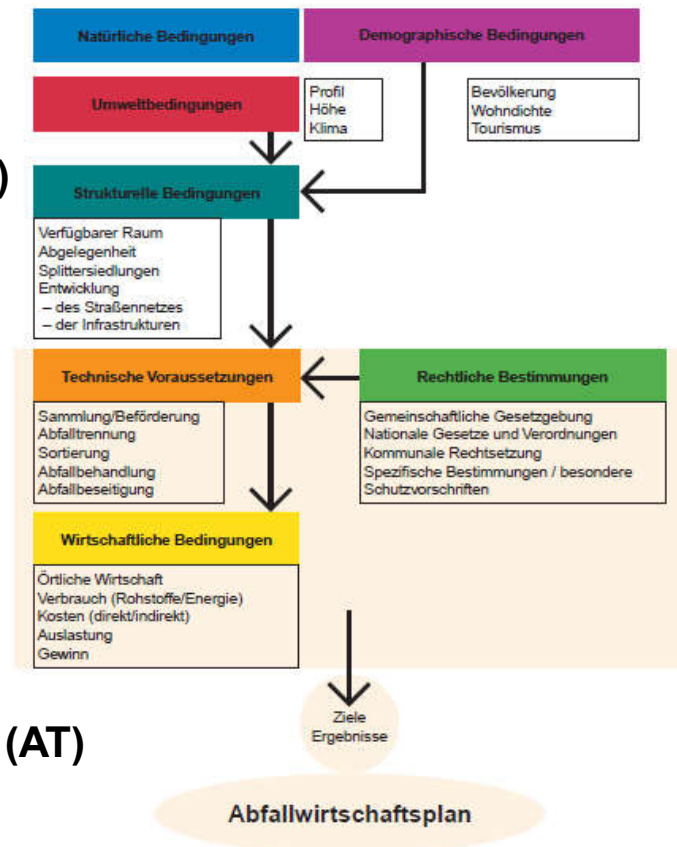 Natürliche Bedingungen
Demographische Bedingungen
Umweltbedingungen
Profil
Höhe
Klima
Bevölkerung
Wohndichte
Tourismus
)
Strukturelle Bedingungen
Verfügbarer Raum
Abgelegenheit
Splittersiedlungen
Entwicklung
– des Straßennetzes
– der Infrastrukturen
Technische Voraussetzungen
Rechtliche Bestimmungen
Sammlung/Beförderung
Abfalltrennung
Sortierung
Abfallbehandlung
Abfallbeseitigung
Gemeinschaftliche Gesetzgebung
Nationale Gesetze und Verordnungen
Kommunale Rechtsetzung
Spezifische Bestimmungen / besondere
Schutzvorschriften
Wirtschaftliche Bedingungen
Örtliche Wirtschaft
Verbrauch (Rohstoffe/Energie)
Kosten (direkt/indirekt)
Auslastung
Gewinn
(AT)
Ziele
Ergebnisse
Abfallwirtschaftsplan